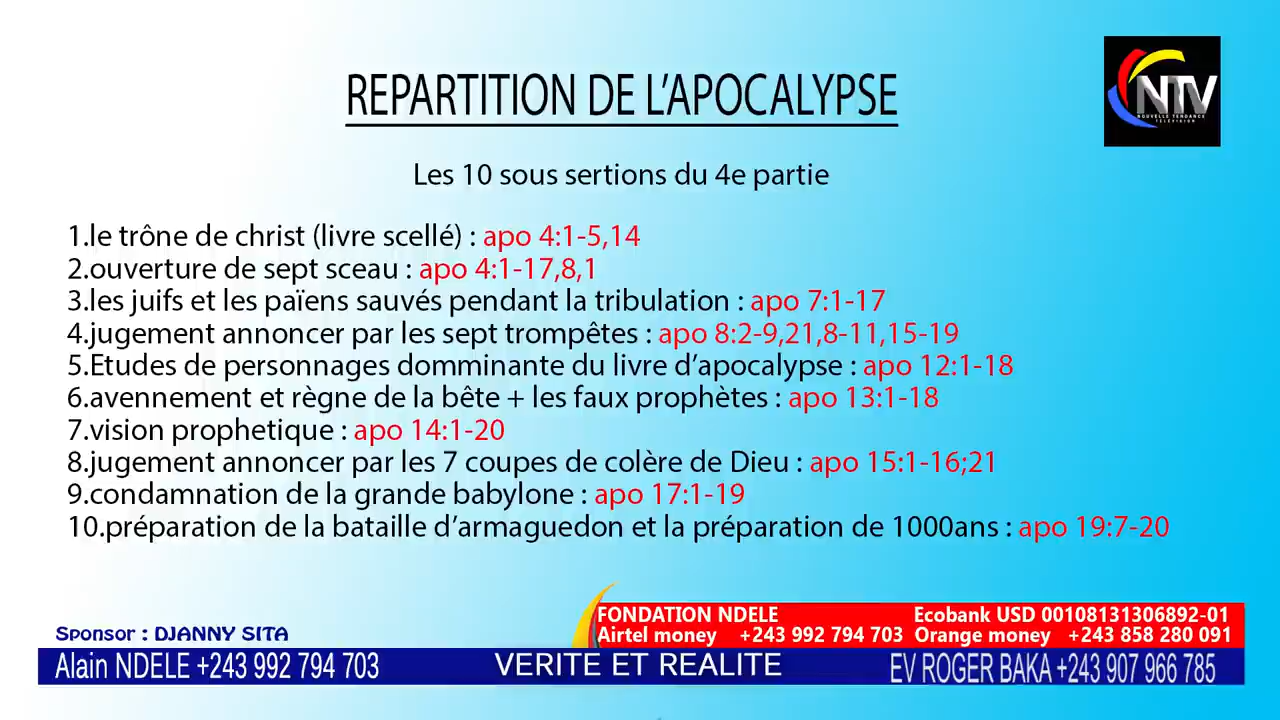 REPARTITION DE L'APOCALYPSE
NTV
NOUVELLE TENDANCE
TELEVISION
Les 10 sous sertions du 4e partie
1.le trône de christ (livre scellé) : apo 4:1-5,14
2.ouverture de sept sceau : apo 4:1-17,8,1
3.les juifs et les païens sauvés pendant la tribulation : apo 7:1-17
4.jugement annoncer par les sept trompêtes : apo 8:2-9,21,8-11,15-19
5.Etudes de personnages domminante du livre d'apocalypse : apo 12:1-18
6.avennement et règne de la bête + les faux prophètes : apo 13:1-18
7.vision prophetique : apo 14:1-20
8.jugement annoncer par les 7 coupes de colère de Dieu : apo 15:1-16;21
9.condamnation de la grande babylone : apo 17:1-19
10.préparation de la bataille d'armaguedon et la préparation de 1000ans : apo 19:7-20
FONDATION NDELE Ecobank USD 00108131306892-01
Airtel money +243 992 794 703 Orange money +243 858 280 091
Sponsor : DJANNY SITA
Alain NDELE +243 992 794 703 VERITE ET REALITE EV ROGER BAKA +243 907 966 785